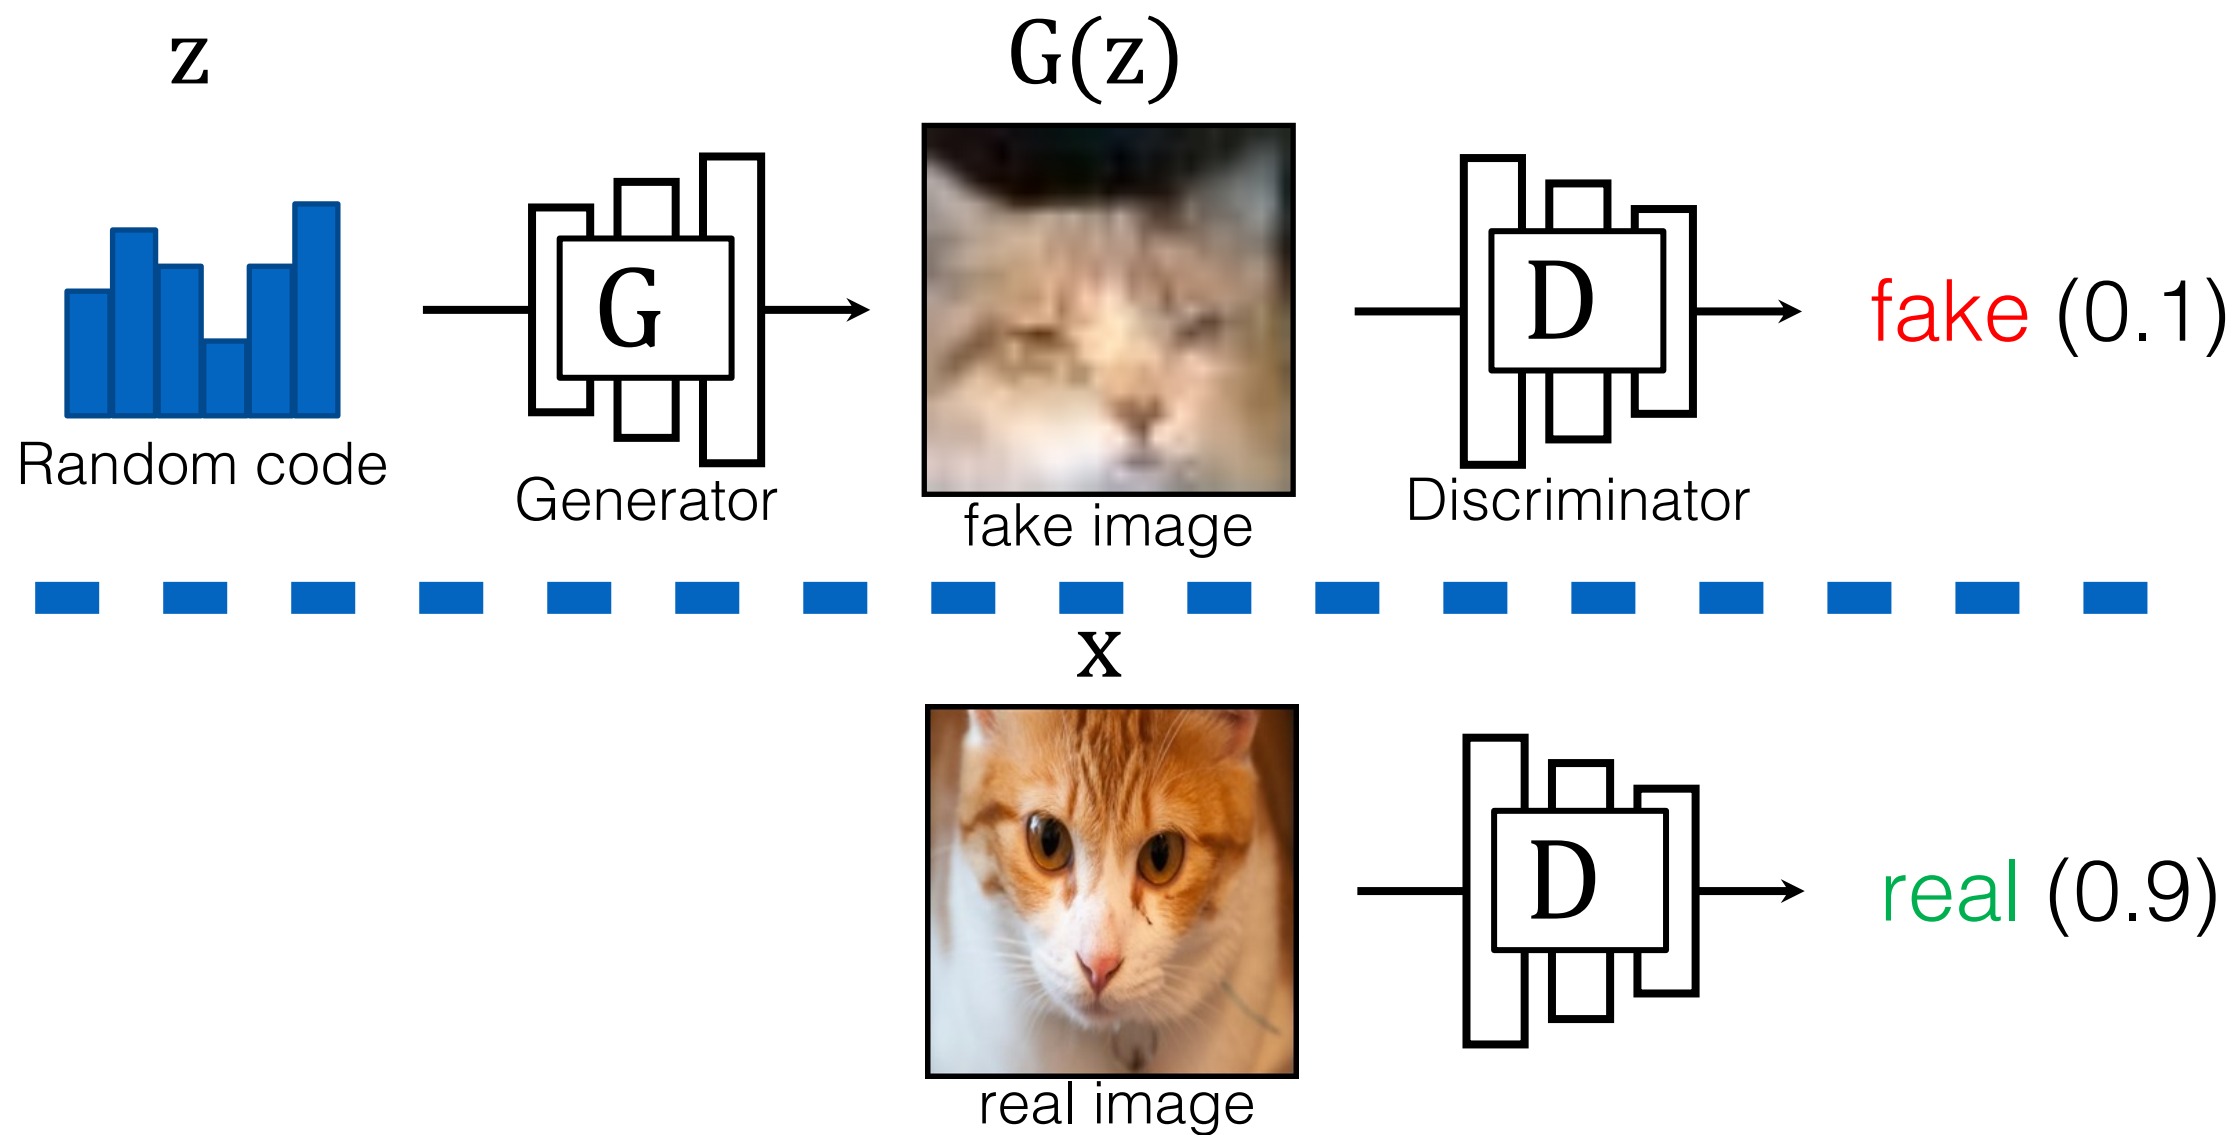 z
G(z)
G
D
fake (0.1)
Random code
Generator
fake image
Discriminator
x
D
real (0.9)
real image